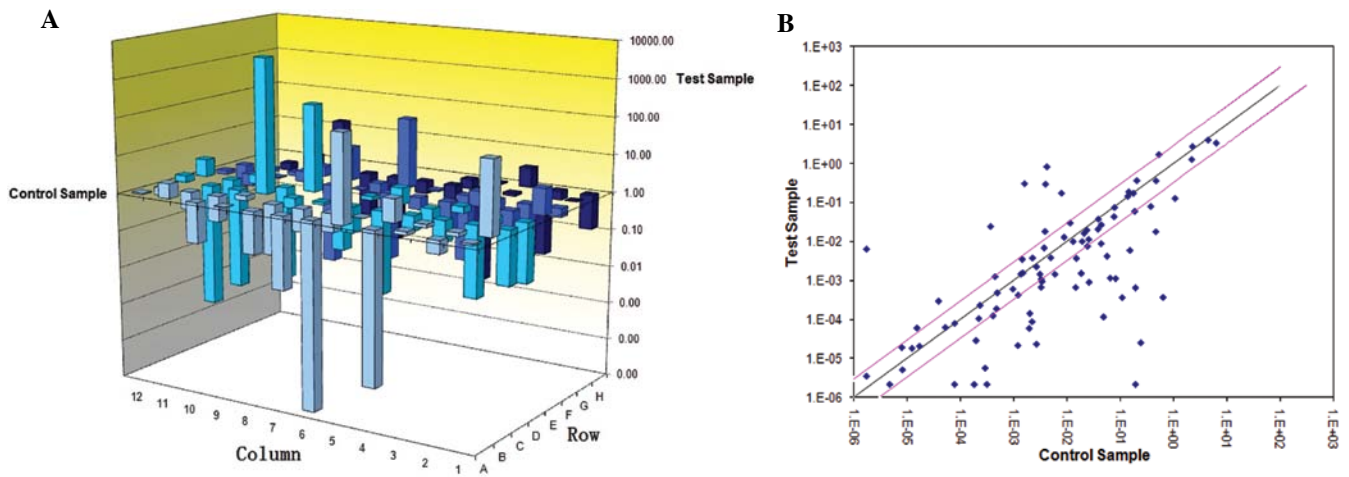 A
10000.00
1000.00
Test Sample
100.00
10.00
Control Sample
1.00
0.10
0.01
0.00
0.00
0.00
12 11 10 9 8 7 6 5 4 3 2 1
Column
A B C D E F G H
Row
B
1.E+03
1.E+02
1.E+01
1.E+00
1.E-01
1.E-02
1.E-03
1.E-04
1.E-05
1.E-06
Test Sample
1.E-06 1.E-05 1.E-04 1.E-03 1.E-02 1.E-01 1.E+00 1.E+01 1.E+02 1.E+03
Control Sample